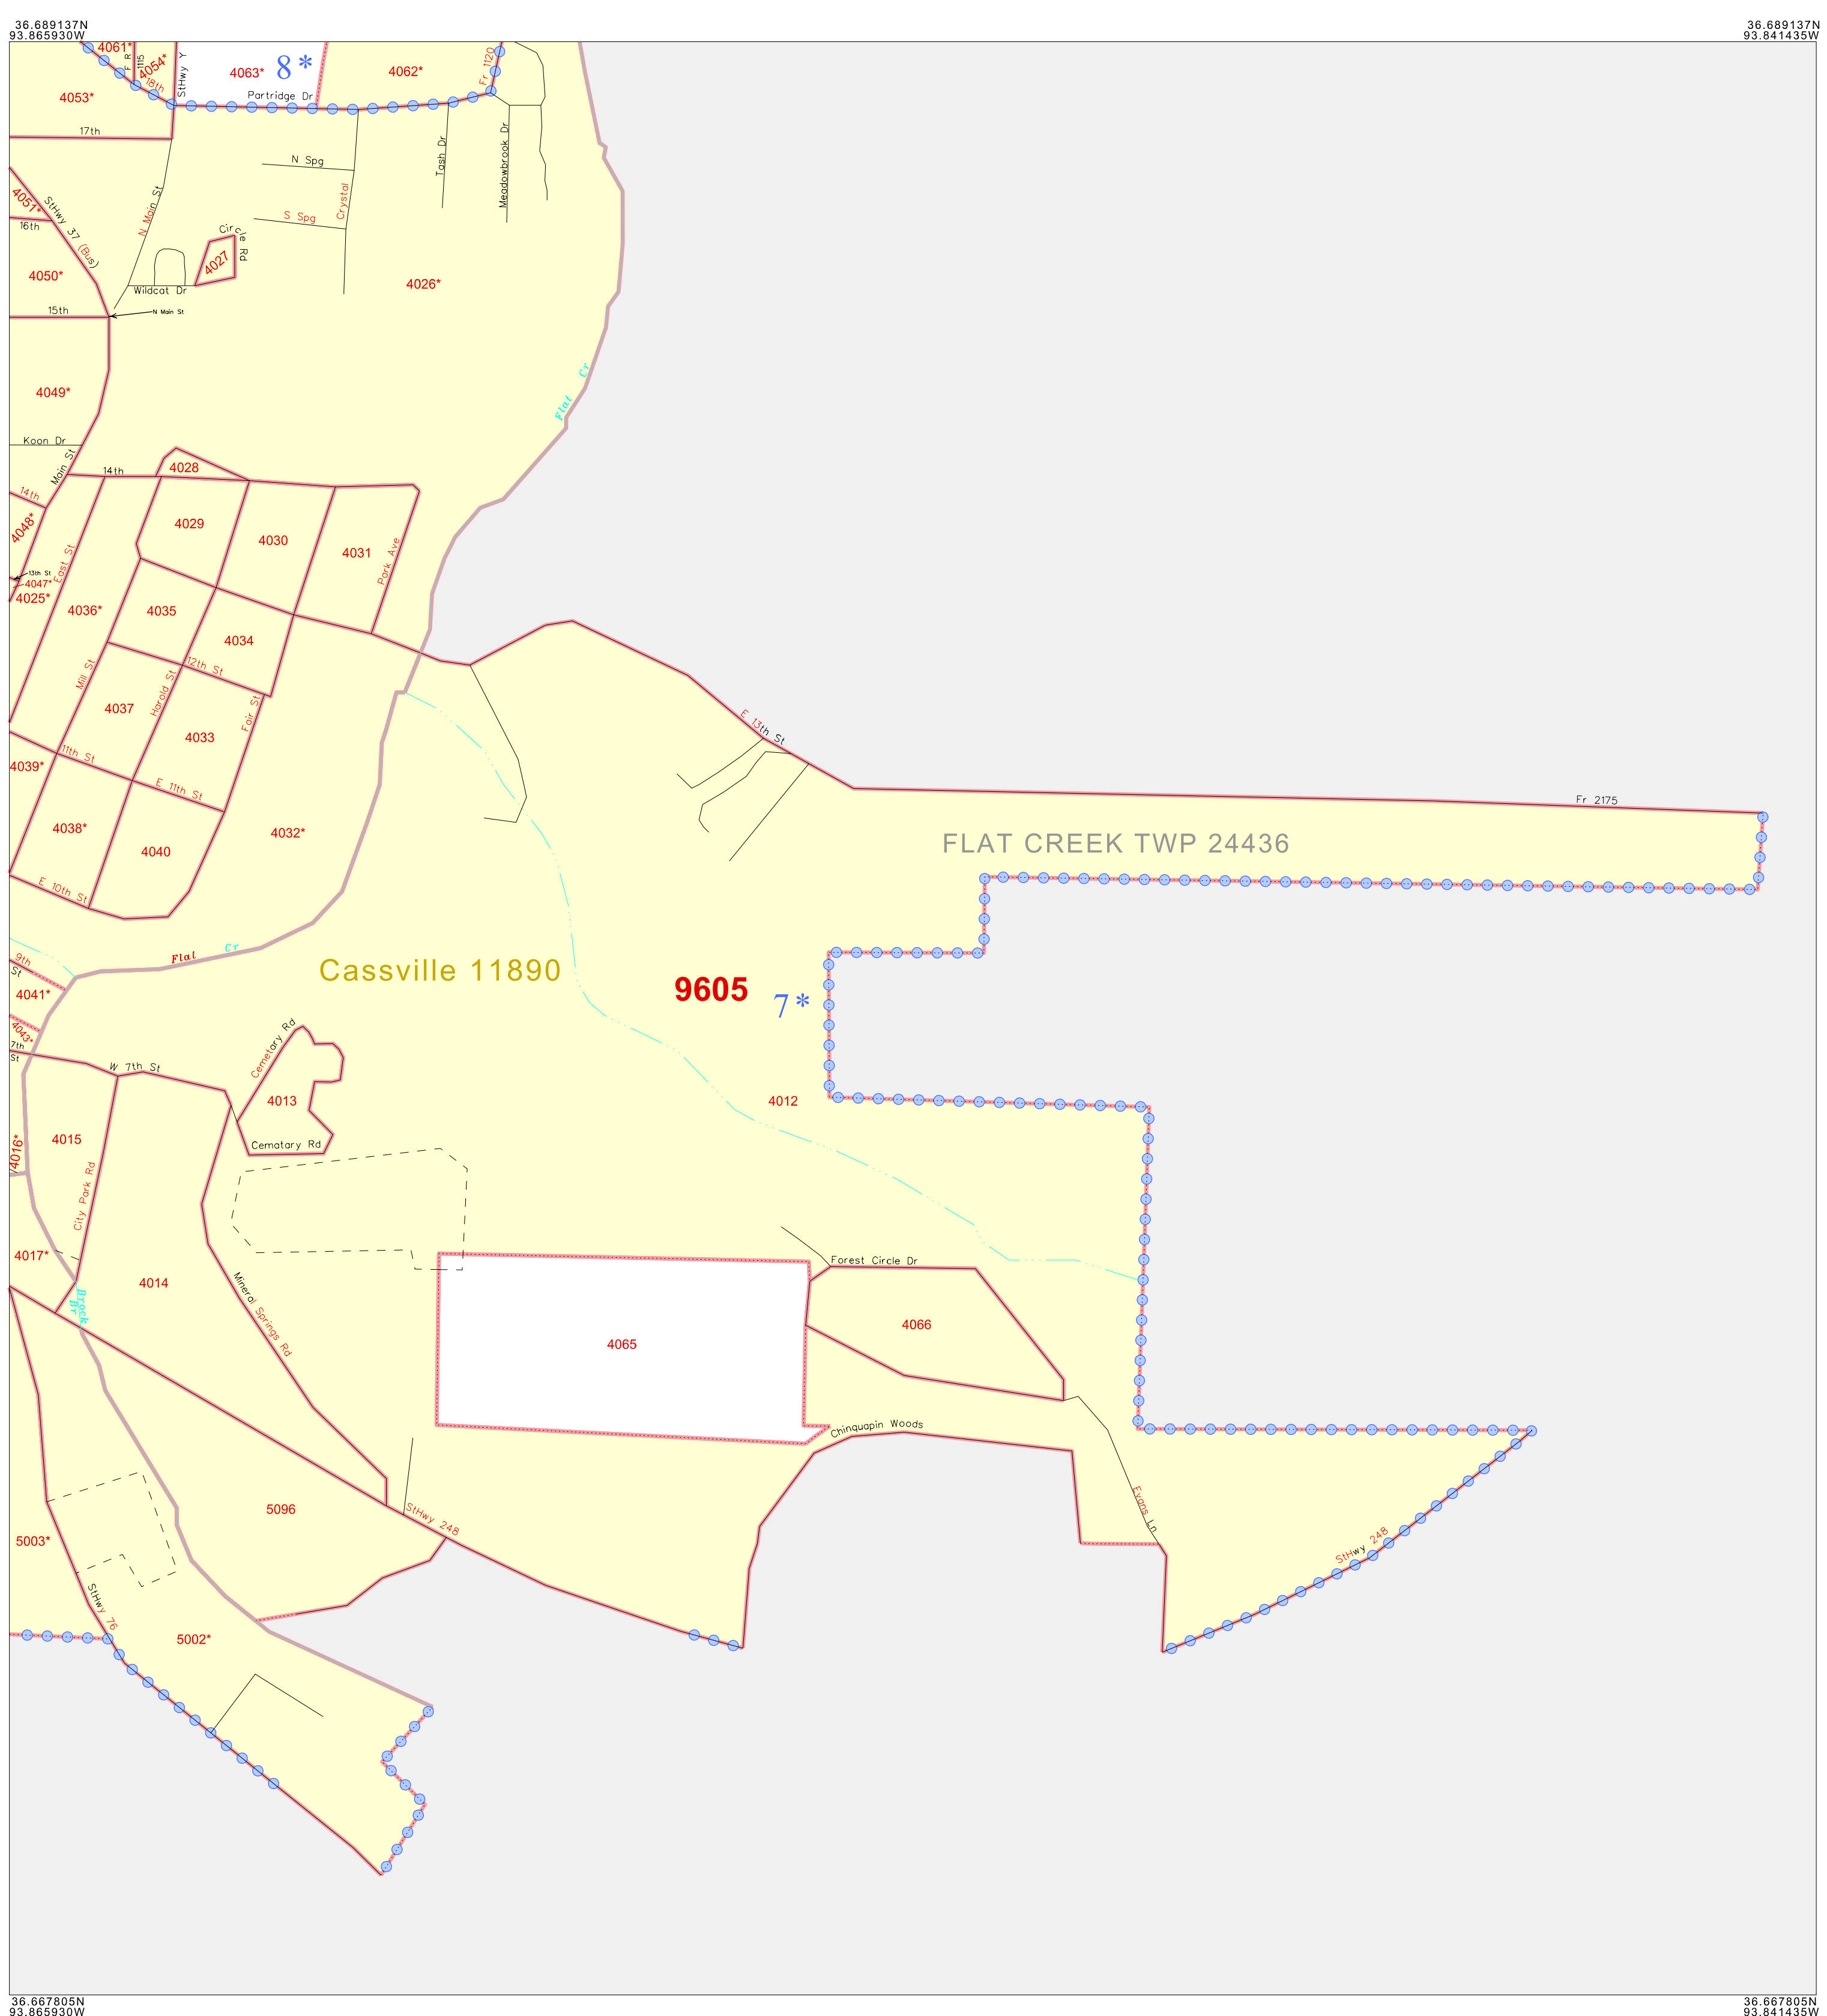 36.689137N
93.865930W
36.689137N
93.841435W
4061*
F R 1115
4054*
18th
StHwy Y
4063*
8*
4062*
Fr 1120
4053*
Partridge Dr
17th
N Spg
Tash Dr
Meadowbrook Dr
4051*
StHwy 37 (Bus)
N Main St
S Spg
Crystal
16th
Circle Rd
4027
4050*
4026*
Wildcat Dr
15th
N Main St
Flat Cr
4049*
Koon Dr
Main St
14th
4028
14th
4048*
4029
4030
4031
Park Ave
East St
13th St
4047*
4025*
4036*
4035
4034
12th St
Mill St
Harold St
4037
Fair St
4033
E 13th St
11th St
4039*
E 11th St
Fr 2175
4038*
4032*
4040
FLAT CREEK TWP 24436
E 10th St
Flat Cr
9th St
Cassville 11890
9605
7*
4041*
4043*
7th St
W 7th St
Cemetary Rd
4013
4012
4015
4016*
Cematary Rd
City Park Rd
4017*
4014
Forest Circle Dr
Mineral Springs Rd
Brock Br
4066
4065
Chinquapin Woods
5096
StHwy 248
Evans Ln
5003*
StHwy 248
StHwy 76
5002*
36.667805N
93.865930W
36.667805N
93.841435W